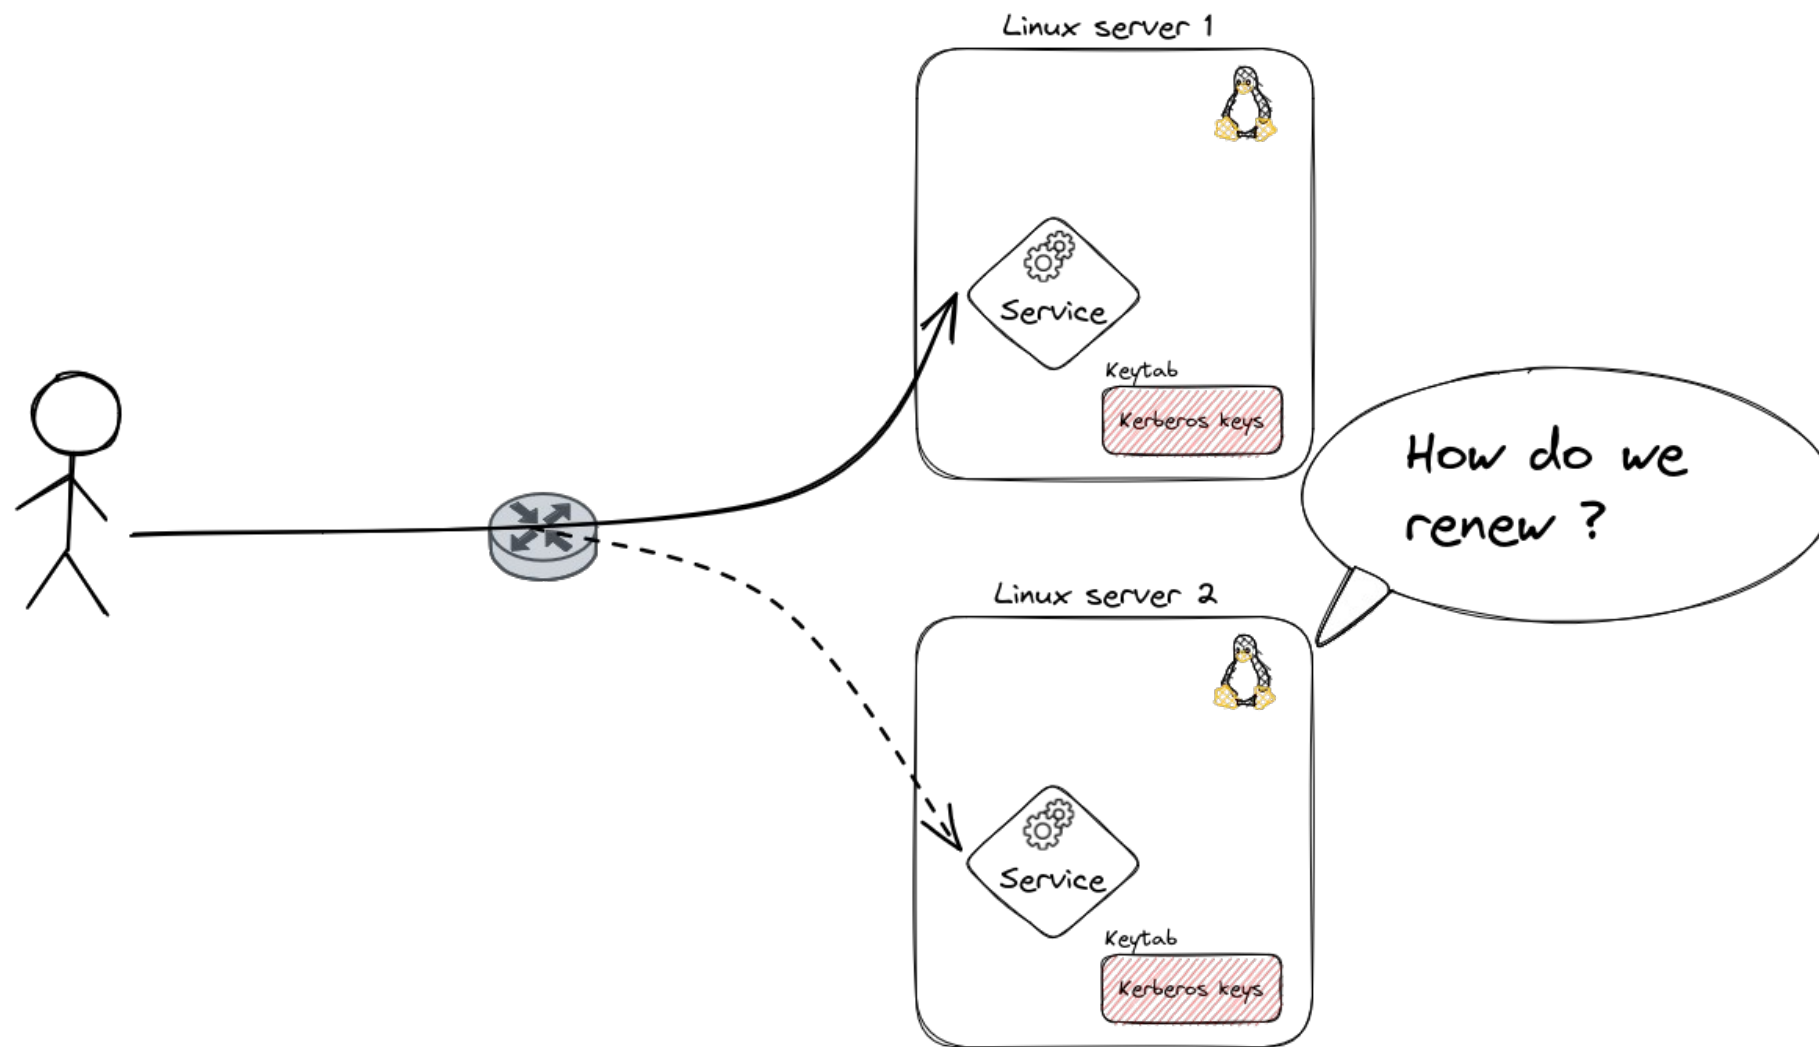 Linux server 1
Service
Keytab
Kerberos keys
How do we
renew ?
Linux server 2
Service
Keytab
Kerberos keys